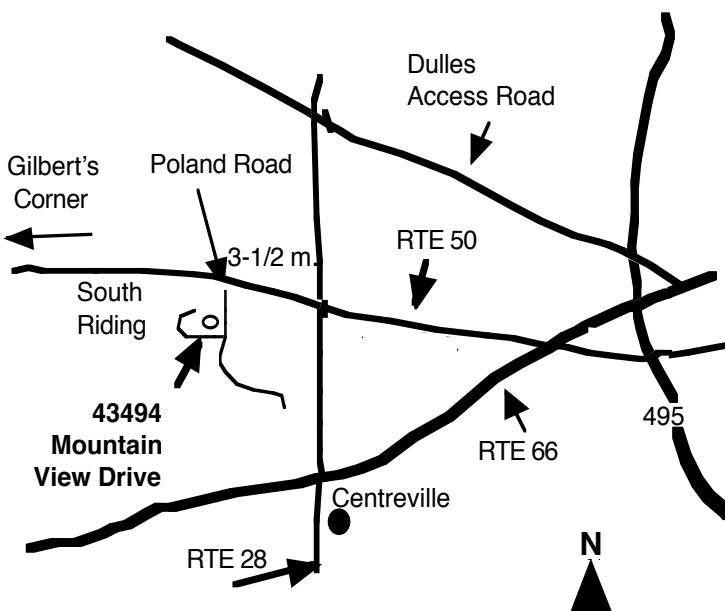 Dulles
Access Road
Gilbert's
Corner
Poland Road
3-1/2 m.
RTE 50
South
Riding
43494
Mountain
View Drive
495
RTE 66
Centreville
RTE 28
N